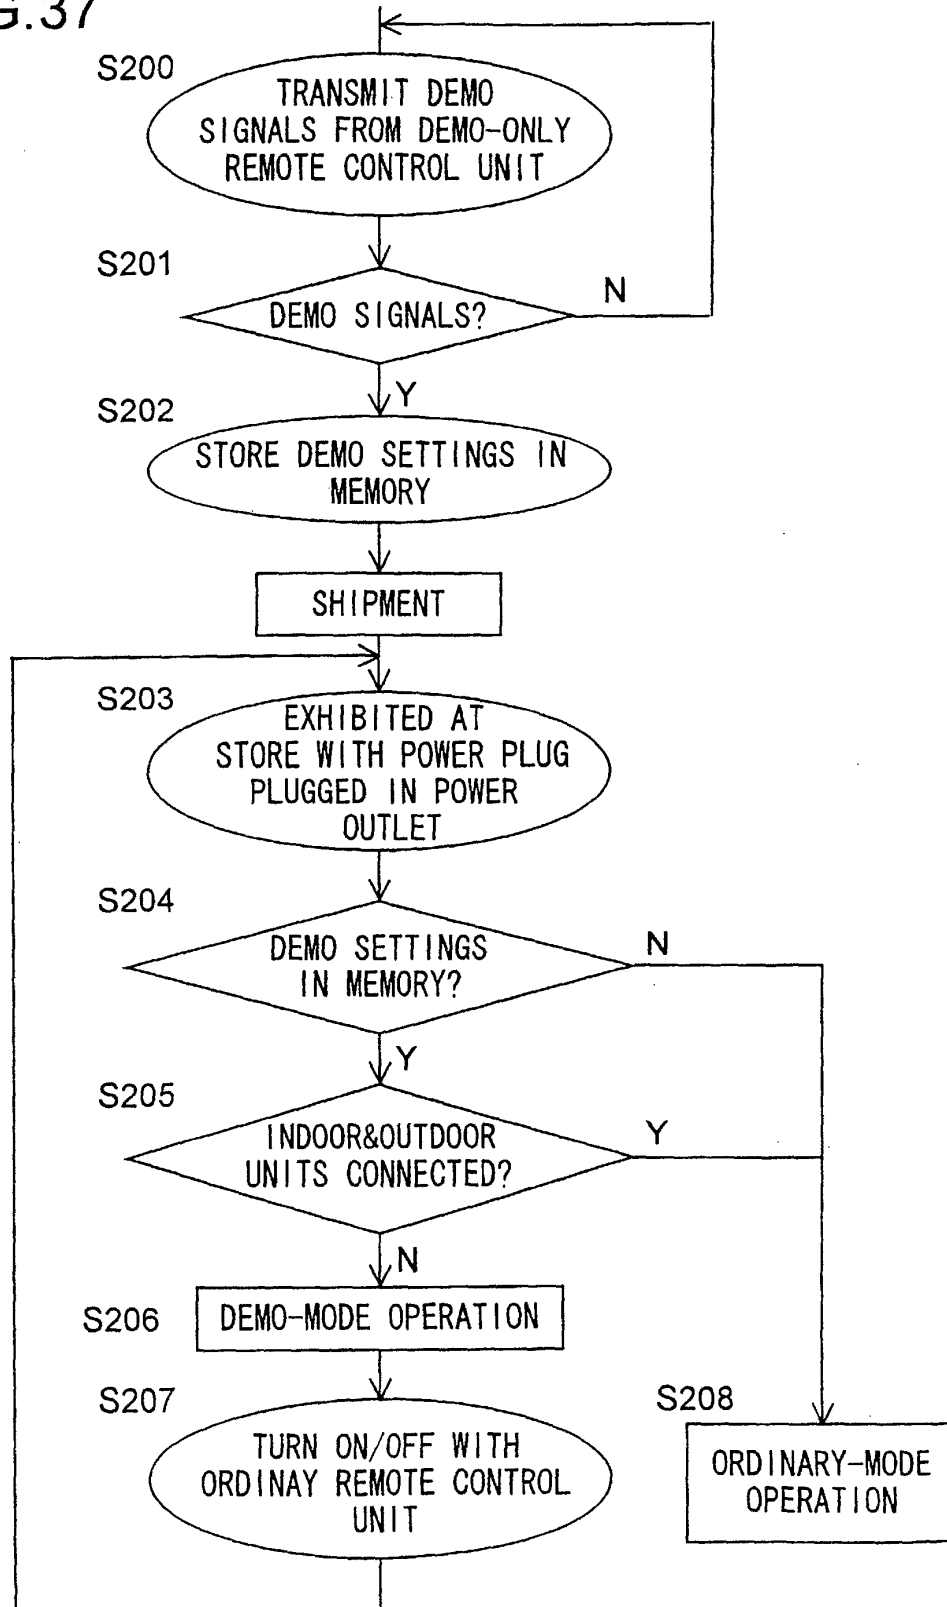 G.37
S200
TRANSMIT DEMO
SIGNALS FROM DEMO-ONLY
REMOTE CONTROL UNIT
S201
DEMO SIGNALS?
N
Y
S202
STORE DEMO SETTINGS IN
MEMORY
SHIPMENT
S203
EXHIBITED AT
STORE WITH POWER PLUG
PLUGGED IN POWER
OUTLET
S204
DEMO SETTINGS
IN MEMORY?
N
Y
S205
INDOOR&OUTDOOR
UNITS CONNECTED?
Y
N
S206
DEMO-MODE OPERATION
S207
TURN ON/OFF WITH
ORDINAY REMOTE CONTROL
UNIT
S208
ORDINARY-MODE
OPERATION